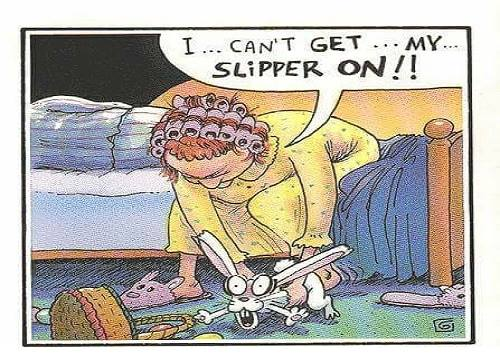 I ... CAN'T GET ... MY...
SLIPPER ON!!
G